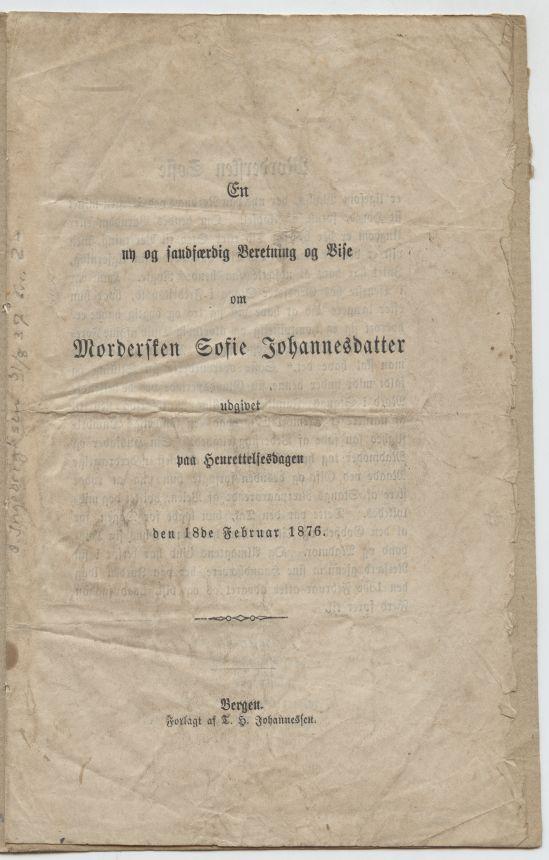 En
ny og sandfærdig Beretning og Vise
om
Mordersken Sofie Johannesdatter
udgivet
paa Henrettelsesdagen
den 18de Februar 1876.
Bergen.
Forlagt af T. H. Johannessen.